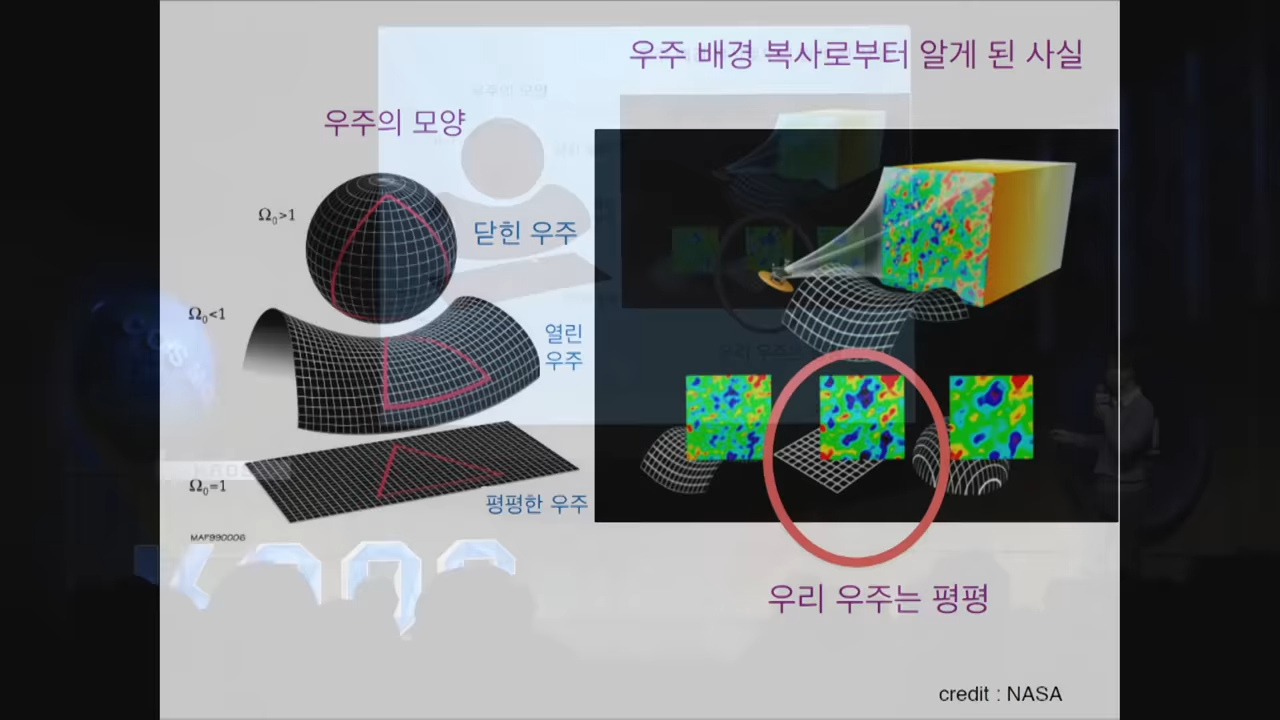 우주 배경 복사로부터 알게 된 사실
우주의 모양
Ω₀>1
닫힌 우주
Ω₀<1
열린
우주
Ω₀=1
평평한 우주
MAP990006
우리 우주는 평평
credit : NASA